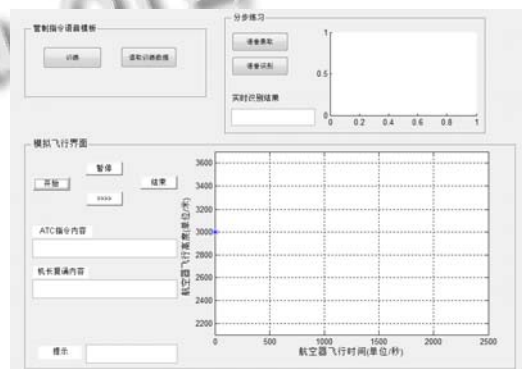 管制指令语音模板
训练
读取训练数据
分步练习
语音录取
语音识别
实时识别结果
1
0.5
0
0 0.2 0.4 0.6 0.8 1
模拟飞行界面
暂停
开始
结束
>>>>
ATC指令内容
机长复诵内容
提示
航空器飞行高度(单位/米)
3600
3400
3200
3000
2800
2600
2400
2200
0 500 1000 1500 2000 2500
航空器飞行时间(单位/秒)